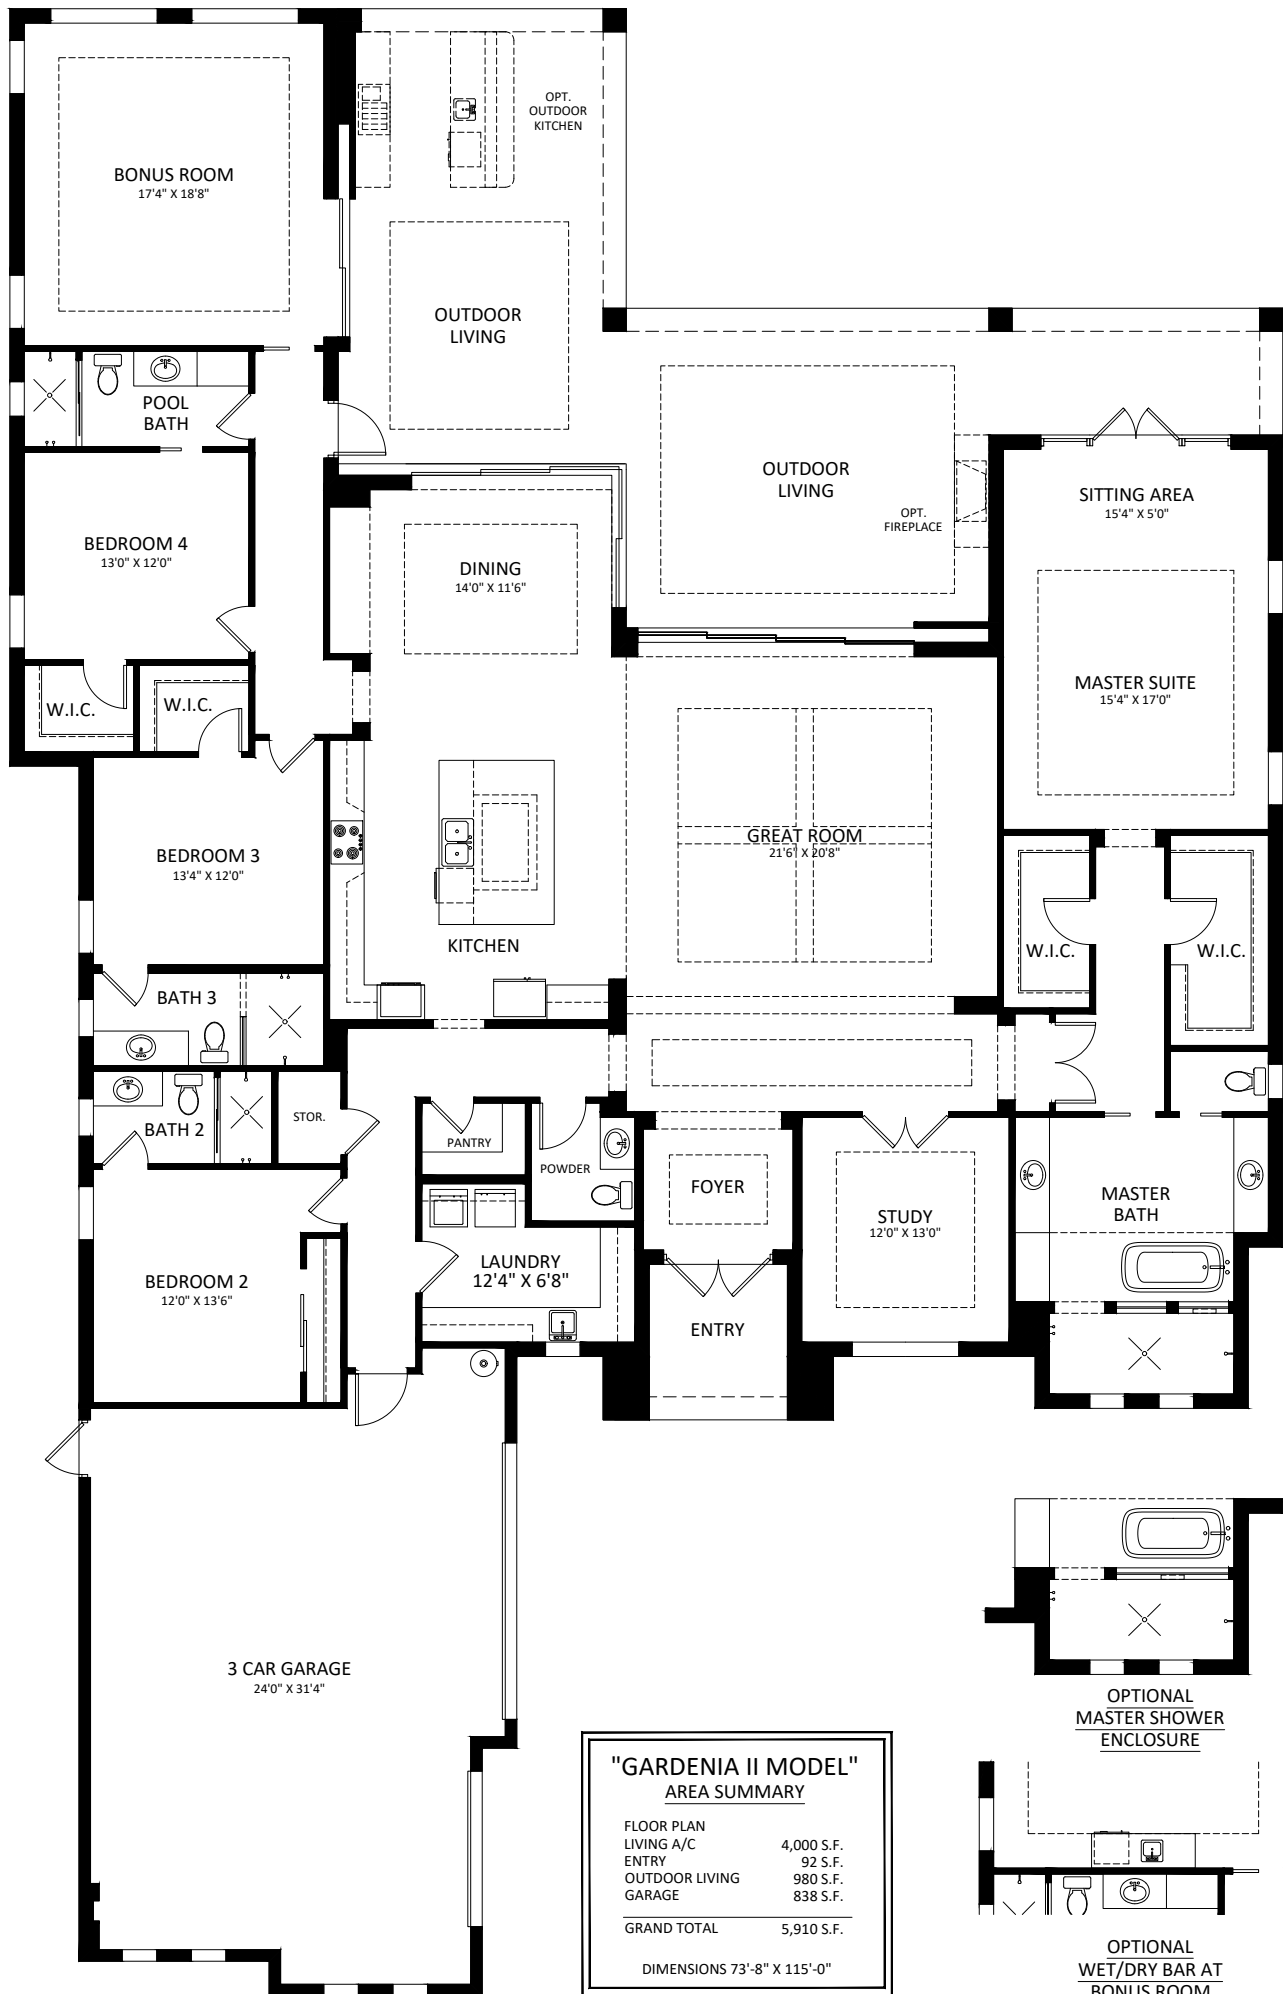 OPT.
OUTDOOR
KITCHEN
BONUS ROOM
17'4" X 18'8"
OUTDOOR
LIVING
POOL
BATH
OUTDOOR
LIVING
OPT.
FIREPLACE
SITTING AREA
15'4" X 5'0"
BEDROOM 4
13'0" X 12'0"
DINING
14'0" X 11'6"
W.I.C.
W.I.C.
MASTER SUITE
15'4" X 17'0"
BEDROOM 3
13'4" X 12'0"
GREAT ROOM
21'6" X 20'8"
KITCHEN
W.I.C.
W.I.C.
BATH 3
STOR.
BATH 2
PANTRY
POWDER
FOYER
STUDY
12'0" X 13'0"
MASTER
BATH
BEDROOM 2
12'0" X 13'6"
LAUNDRY
12'4" X 6'8"
ENTRY
3 CAR GARAGE
24'0" X 31'4"
OPTIONAL
MASTER SHOWER
ENCLOSURE
"GARDENIA II MODEL"
AREA SUMMARY
FLOOR PLAN
LIVING A/C 4,000 S.F.
ENTRY 92 S.F.
OUTDOOR LIVING 980 S.F.
GARAGE 838 S.F.
GRAND TOTAL 5,910 S.F.
DIMENSIONS 73'-8" X 115'-0"
OPTIONAL
WET/DRY BAR AT
BONUS ROOM